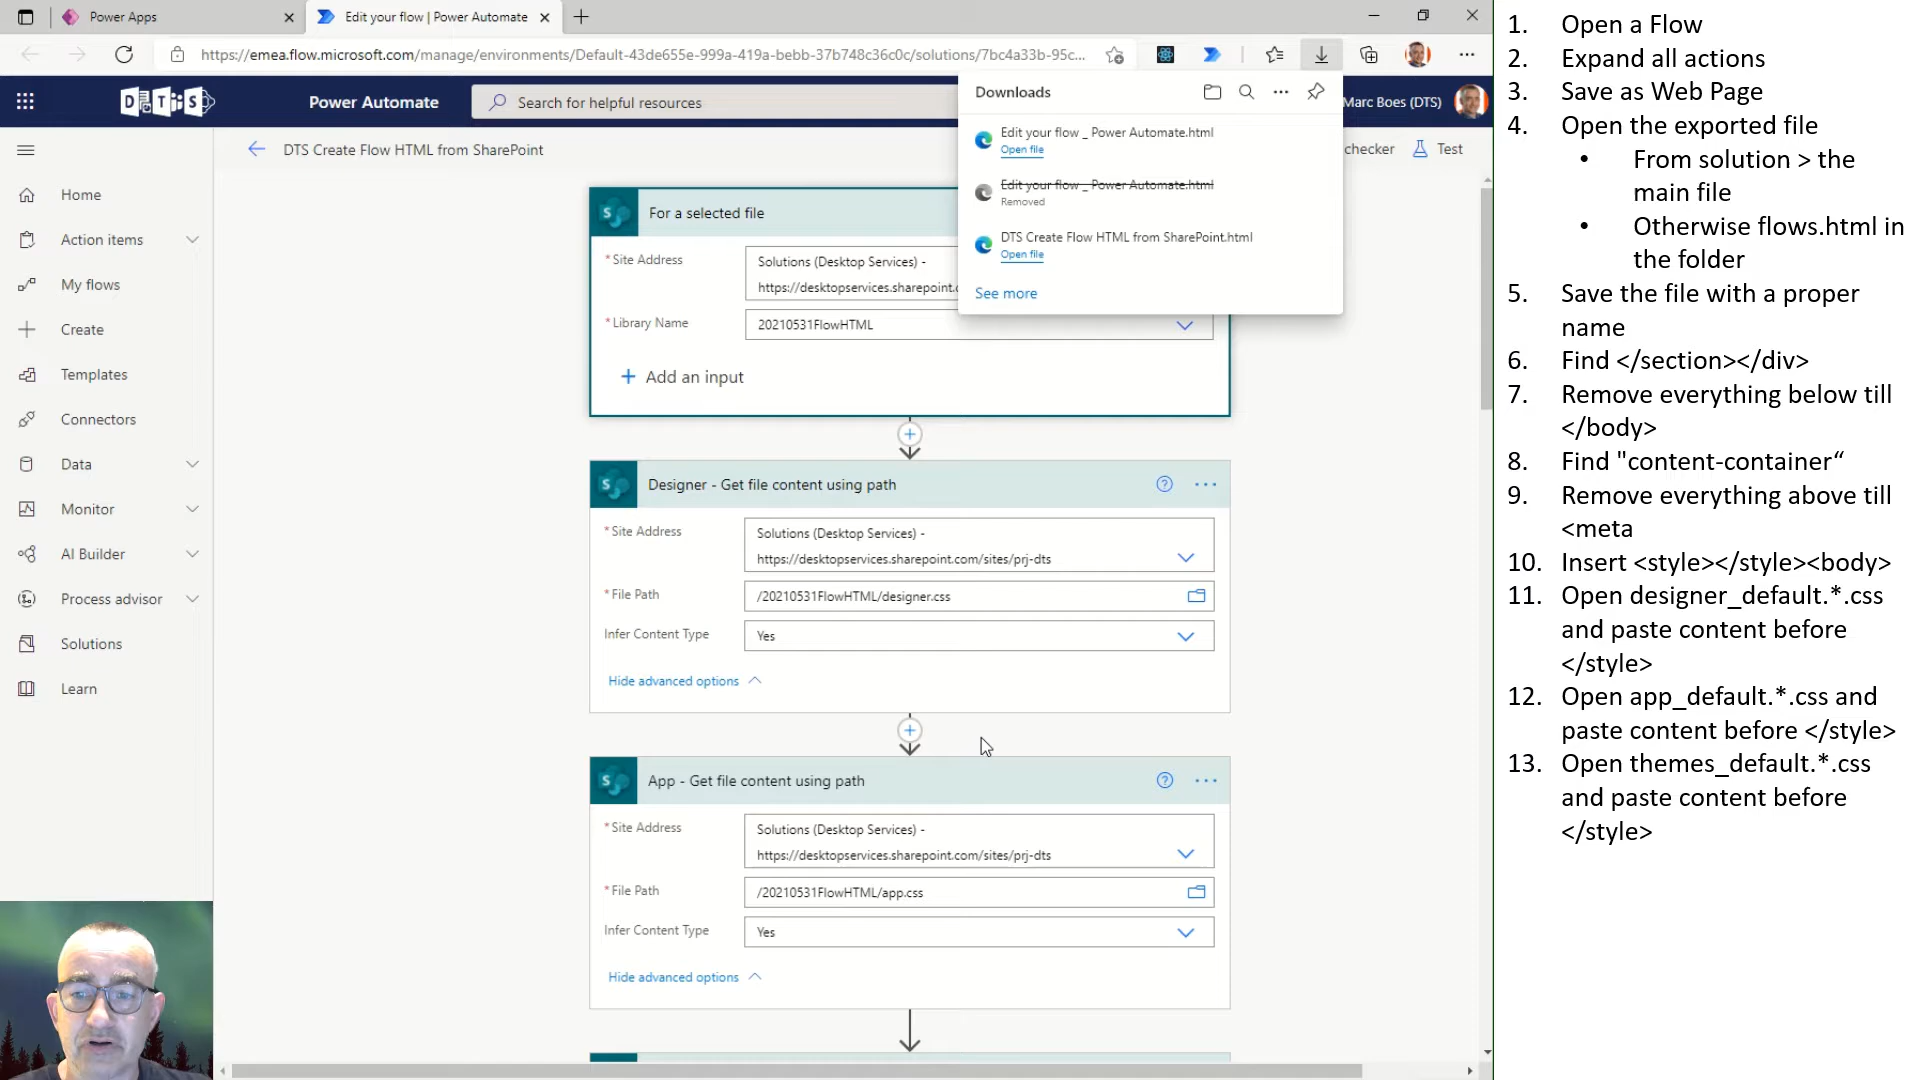 Power Apps
Edit your flow | Power Automate
https://emea.flow.microsoft.com/manage/environments/Default-43de655e-999a-419a-bebb-37b748c36c0c/solutions/7bc4a33b-95c...
DTS
Power Automate
Search for helpful resources
Marc Boes (DTS)
DTS Create Flow HTML from SharePoint
checker
Test
Downloads
Edit your flow _ Power Automate.html
Open file
Edit your flow _ Power Automate.html
Removed
DTS Create Flow HTML from SharePoint.html
Open file
See more
Home
Action items
My flows
Create
Templates
Connectors
Data
Monitor
AI Builder
Process advisor
Solutions
Learn
For a selected file
* Site Address
Solutions (Desktop Services) -
https://desktopservices.sharepoint.c
* Library Name
20210531FlowHTML
Add an input
Designer - Get file content using path
* Site Address
Solutions (Desktop Services) -
https://desktopservices.sharepoint.com/sites/prj-dts
* File Path
/20210531FlowHTML/designer.css
Infer Content Type
Yes
Hide advanced options
App - Get file content using path
* Site Address
Solutions (Desktop Services) -
https://desktopservices.sharepoint.com/sites/prj-dts
* File Path
/20210531FlowHTML/app.css
Infer Content Type
Yes
Hide advanced options
1. Open a Flow
2. Expand all actions
3. Save as Web Page
4. Open the exported file
• From solution > the
main file
• Otherwise flows.html in
the folder
5. Save the file with a proper
name
6. Find </section></div>
7. Remove everything below till
</body>
8. Find "content-container“
9. Remove everything above till
<meta
10. Insert <style></style><body>
11. Open designer_default.*.css
and paste content before
</style>
12. Open app_default.*.css and
paste content before </style>
13. Open themes_default.*.css
and paste content before
</style>